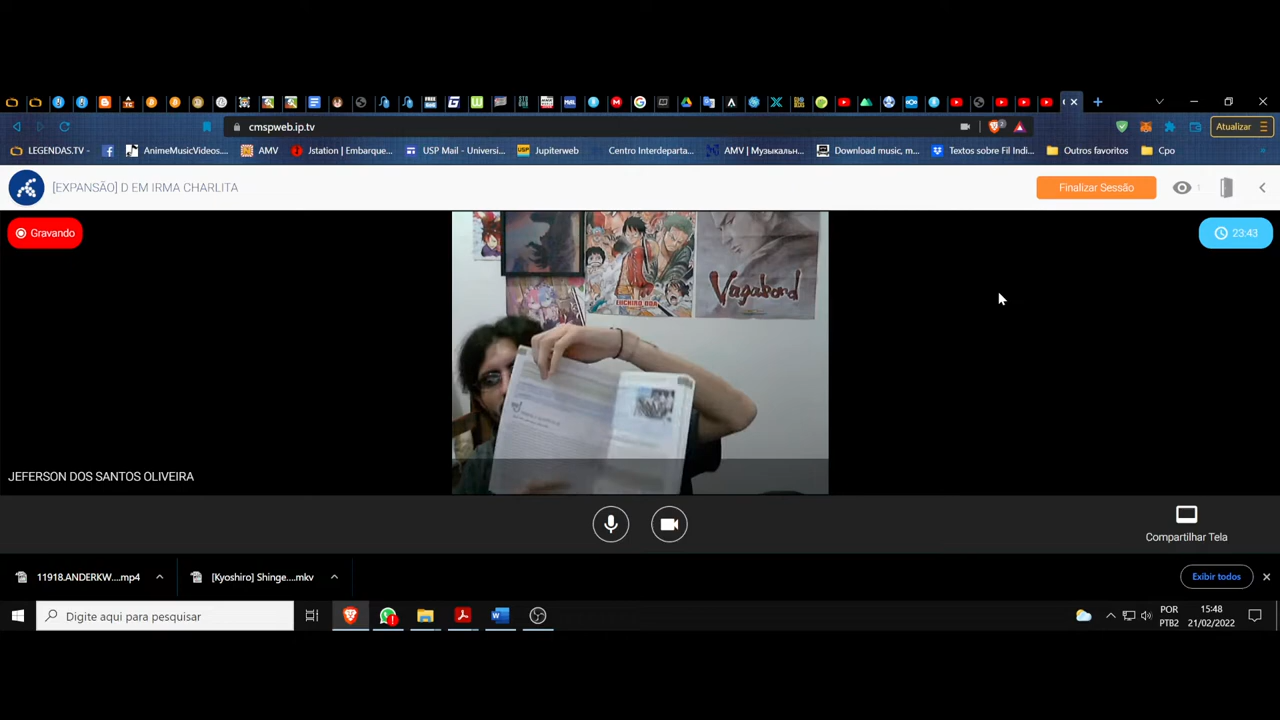 cmspweb.ip.tv
Atualizar
LEGENDAS.TV -
AnimeMusicVideos...
AMV
Jstation | Embarque...
USP Mail - Universi...
Jupiterweb
Centro Interdeparta...
AMV | Музыкальн...
Download music, m...
Textos sobre Fil Indi...
Outros favoritos
Cpo
[EXPANSÃO] D EM IRMA CHARLITA
Finalizar Sessão
1
Gravando
23:43
EIICHIRO ODA
Vagabond
JEFERSON DOS SANTOS OLIVEIRA
Compartilhar Tela
11918.ANDERKW....mp4
[Kyoshiro] Shinge....mkv
Exibir todos
Digite aqui para pesquisar
POR
PTB2
15:48
21/02/2022